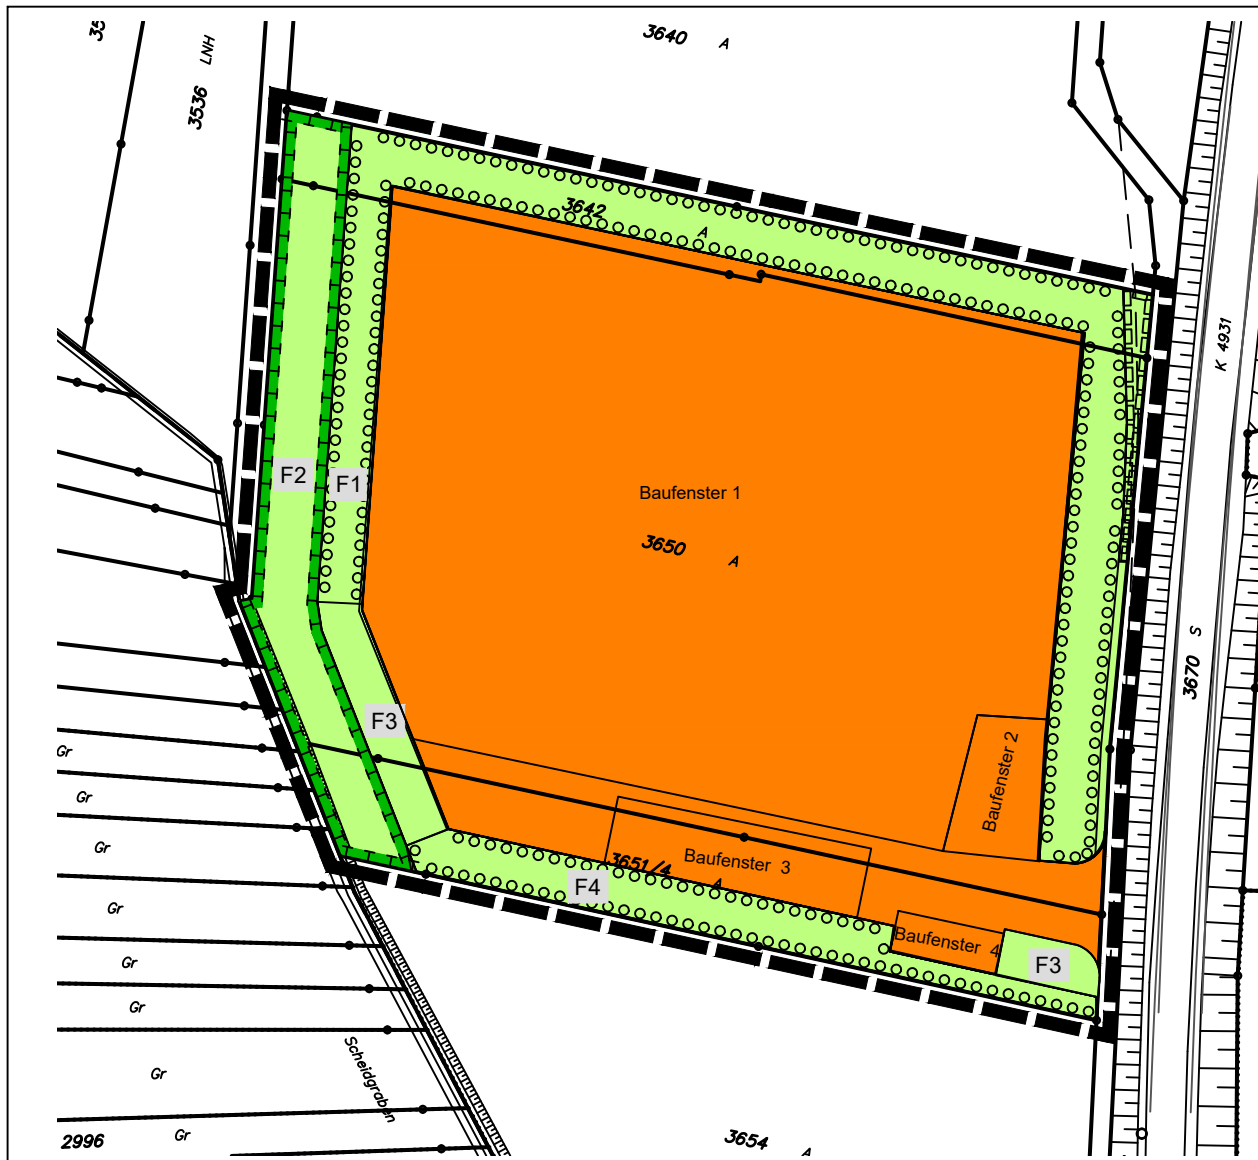 35
3536 LNH
3640 A
3642
A
K 4931
F2
F1
Baufenster 1
3650 A
3670 S
F3
Baufenster 2
Gr
Gr
Gr
3651/4 A
Baufenster 3
F4
Gr
Baufenster 4
F3
Gr
Gr
Gr
Scheidgraben
2996 Gr
3654 A